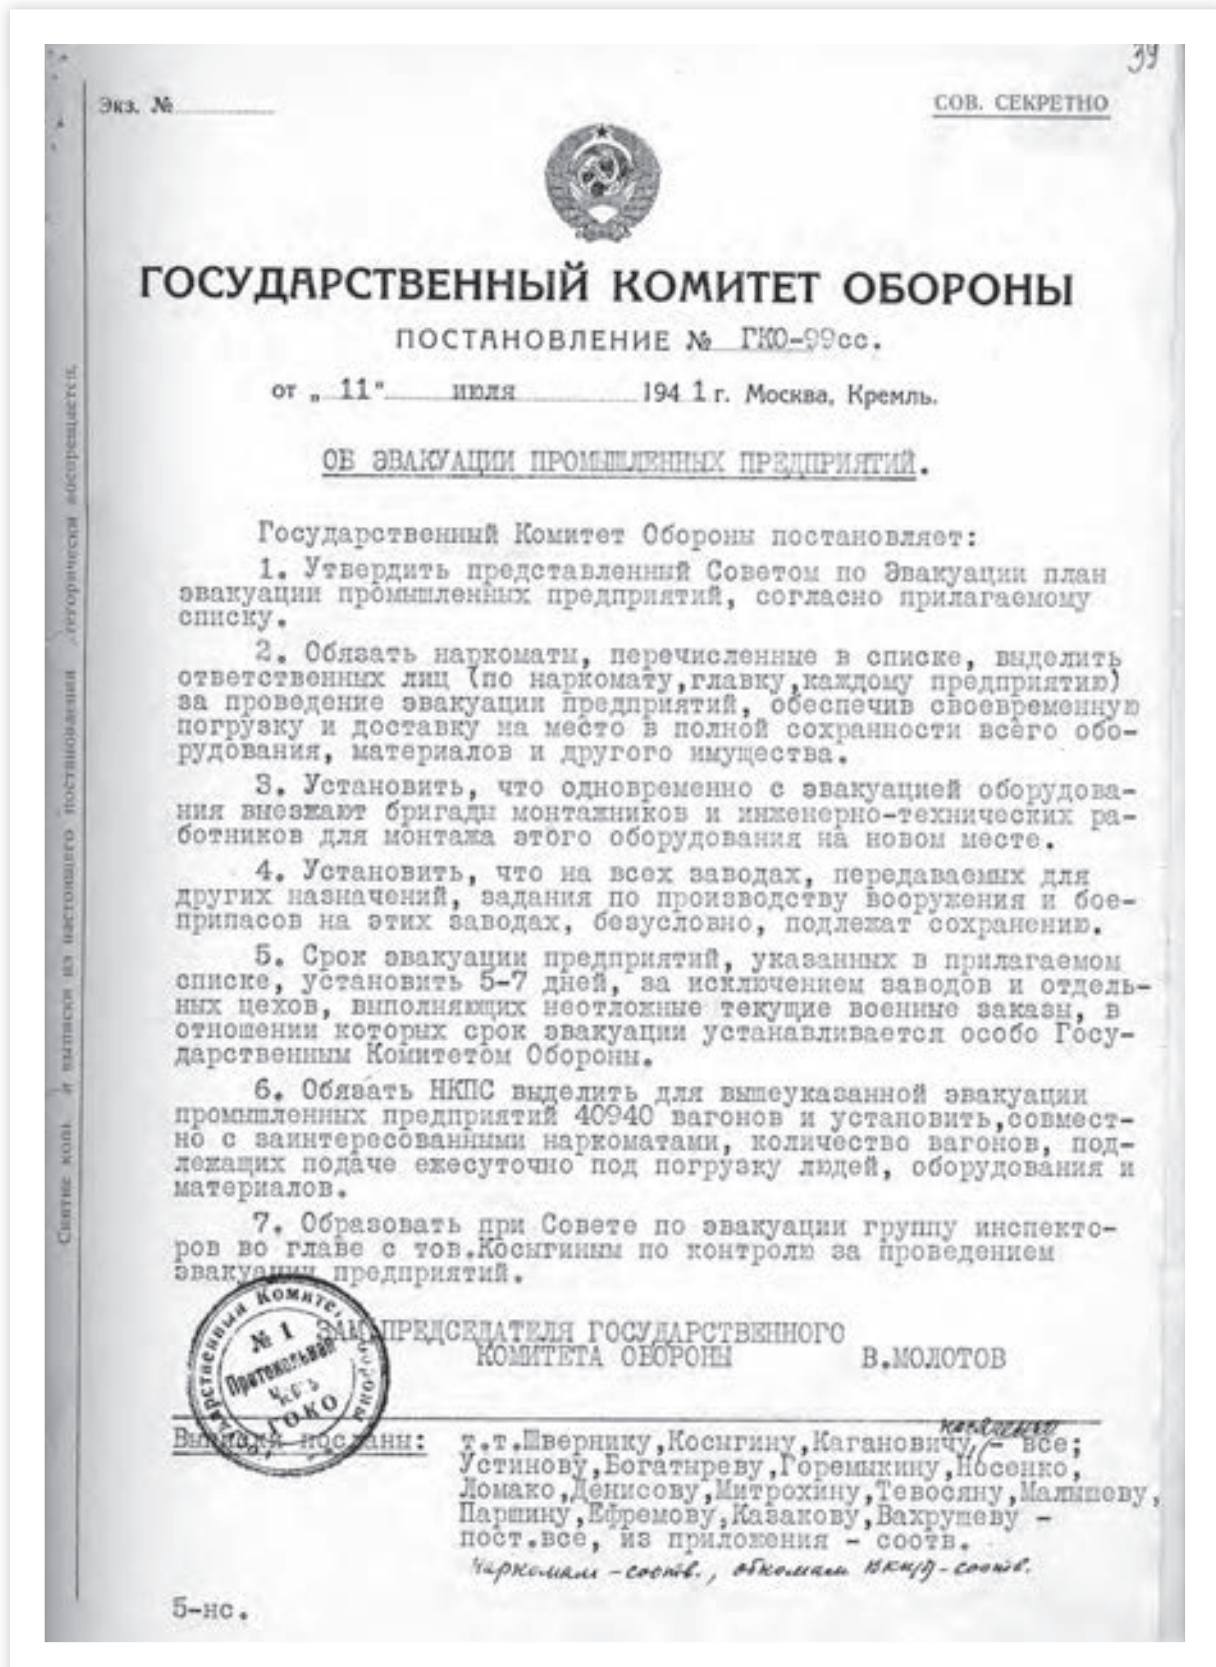 39
Экз. №
СОВ. СЕКРЕТНО
ГОСУДАРСТВЕННЫЙ КОМИТЕТ ОБОРОНЫ
ПОСТАНОВЛЕНИЕ № ГКО-99сс.
от „ 11" июля 194 1 г. Москва, Кремль.
ОБ ЭВАКУАЦИИ ПРОМЫШЛЕННЫХ ПРЕДПРИЯТИЙ.
Государственный Комитет Обороны постановляет:
1. Утвердить представленный Советом по Эвакуации план
эвакуации промышленных предприятий, согласно прилагаемому
списку.
2. Обязать наркоматы, перечисленные в списке, выделить
ответственных лиц (по наркомату,главку,каждому предприятию)
за проведение эвакуации предприятий, обеспечив своевременную
погрузку и доставку на место в полной сохранности всего обо-
рудования, материалов и другого имущества.
3. Установить, что одновременно с эвакуацией оборудова-
ния выезжают бригады монтажников и инженерно-технических ра-
ботников для монтажа этого оборудования на новом месте.
4. Установить, что на всех заводах, передаваемых для
других назначений, задания по производству вооружения и бое-
припасов на этих заводах, безусловно, подлежат сохранению.
5. Срок эвакуации предприятий, указанных в прилагаемом
списке, установить 5-7 дней, за исключением заводов и отдель-
ных цехов, выполняющих неотложные текущие военные заказы, в
отношении которых срок эвакуации устанавливается особо Госу-
дарственным Комитетом Обороны.
6. Обязать НКПС выделить для вышеуказанной эвакуации
промышленных предприятий 40940 вагонов и установить,совмест-
но с заинтересованными наркоматами, количество вагонов, под-
лежащих подаче ежесуточно под погрузку людей, оборудования и
материалов.
7. Образовать при Совете по эвакуации группу инспекто-
ров во главе с тов.Косыгиным по контролю за проведением
эвакуации предприятий.
ЗАМ.ПРЕДСЕДАТЕЛЯ ГОСУДАРСТВЕННОГО
КОМИТЕТА ОБОРОНЫ В.МОЛОТОВ
№ 1
Протокольная
часть
ГОКО
Выписки посланы:
т.т.Швернику,Косыгину,Кагановичу, - все;
Устинову,Богатыреву,Горемыкину,Носенко,
Ломако,Денисову,Митрохину,Тевосяну,Малышеву,
Паршину,Ефремову,Казакову,Вахрушеву -
пост.все, из приложения - соотв.
Наркомам - соотв., обкомам ВКП/б - соотв.
5-нс.
и выписки из настоящего постановления категорически воспрещается.